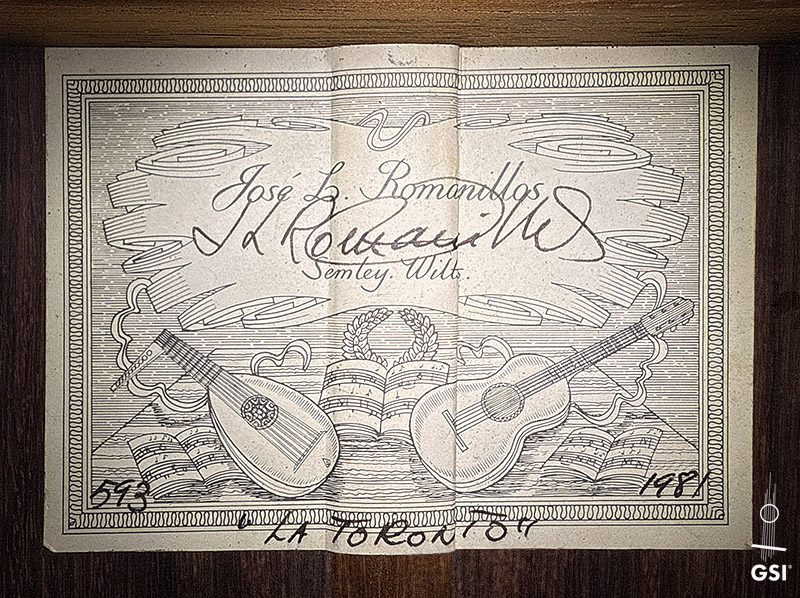 José L. Romanillos
J L Romanillos
Semley. Wilts.
593
1981
"LA TORONTO"
GSI®